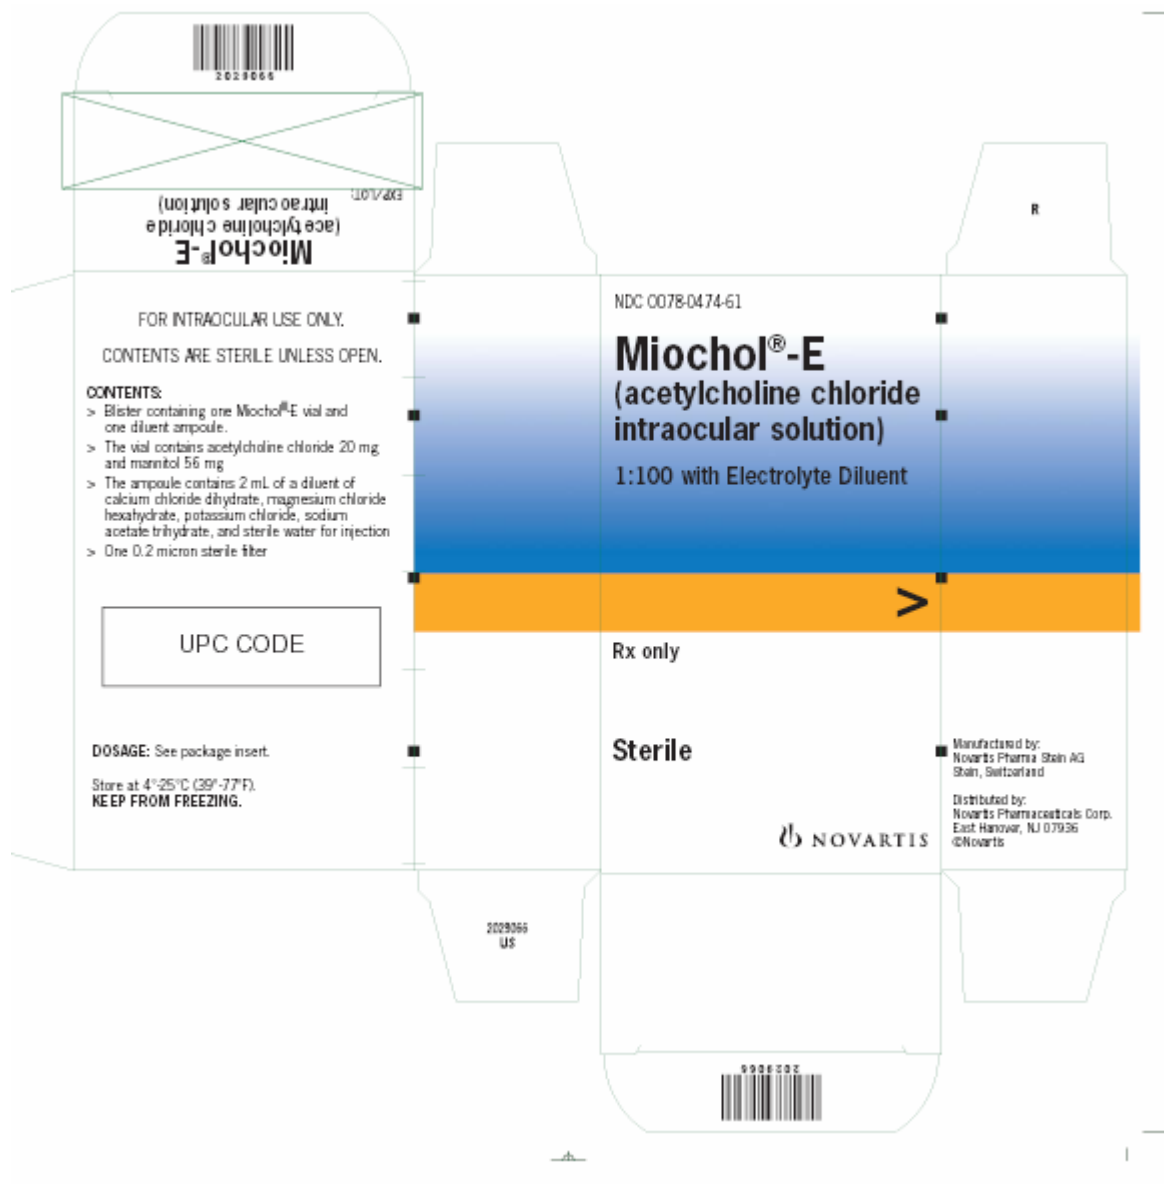 2029066
EXP./LOT:
Miochol®-E
(acetylcholine chloride
intraocular solution)
FOR INTRAOCULAR USE ONLY.
CONTENTS ARE STERILE UNLESS OPEN.
CONTENTS:
> Blister containing one Miochol®-E vial and
one diluent ampoule.
> The vial contains acetylcholine chloride 20 mg
and mannitol 56 mg
> The ampoule contains 2 mL of a diluent of
calcium chloride dihydrate, magnesium chloride
hexahydrate, potassium chloride, sodium
acetate trihydrate, and sterile water for injection
> One 0.2 micron sterile filter
UPC CODE
DOSAGE: See package insert.
Store at 4°-25°C (39°-77°F).
KEEP FROM FREEZING.
2029066
US
NDC 0078-0474-61
Miochol®-E
(acetylcholine chloride
intraocular solution)
1:100 with Electrolyte Diluent
>
Rx only
Sterile
NOVARTIS
2029066
R
Manufactured by:
Novartis Pharma Stein AG
Stein, Switzerland
Distributed by:
Novartis Pharmaceuticals Corp.
East Hanover, NJ 07936
©Novartis